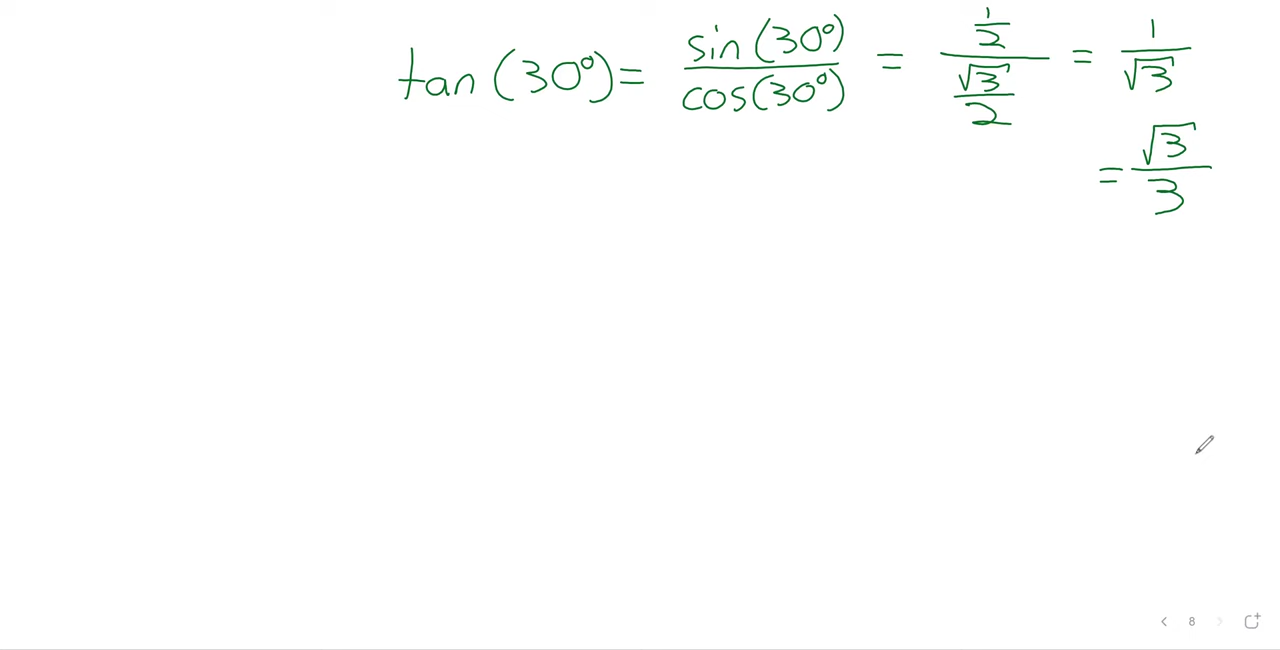 tan (30°) = sin (30°) / cos(30°) = 1/2 / √3/2 = 1/√3
= √3/3
8